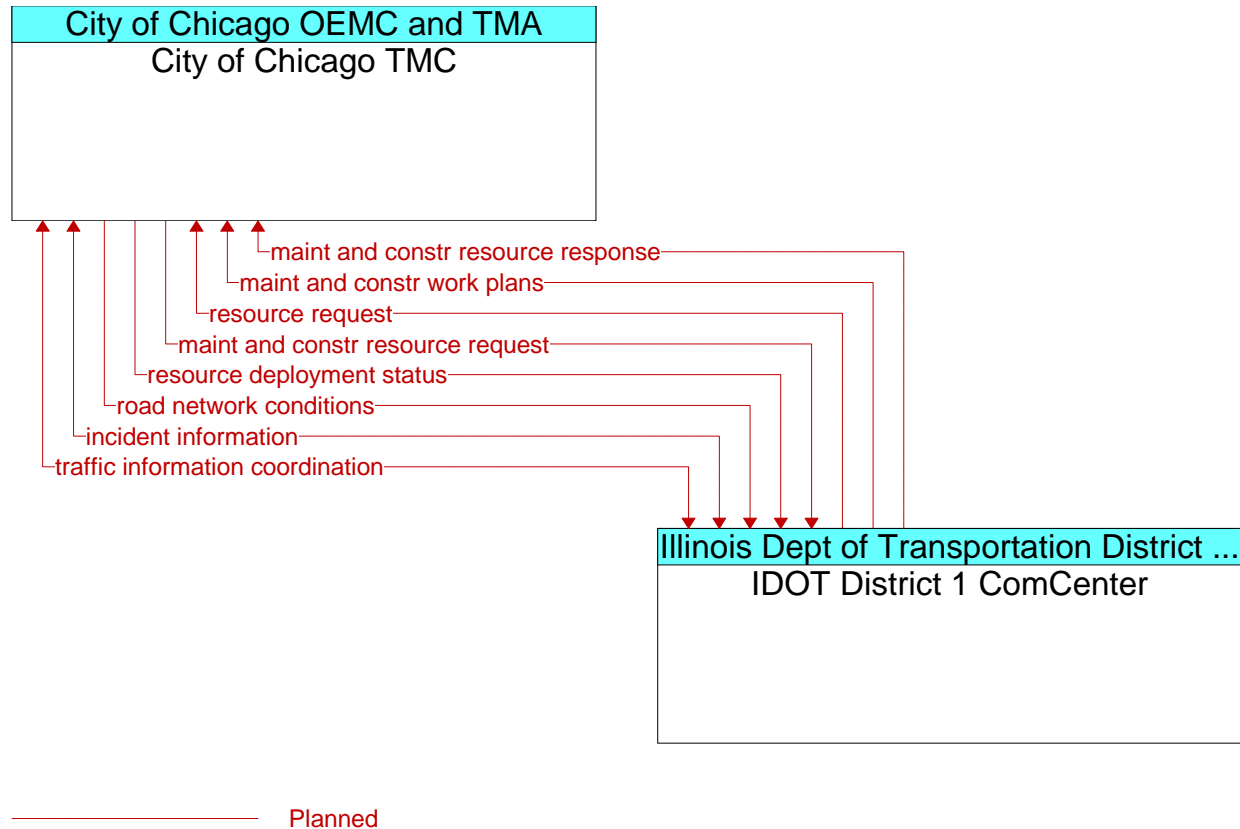 City of Chicago OEMC and TMA
City of Chicago TMC
maint and constr resource response
maint and constr work plans
resource request
maint and constr resource request
resource deployment status
road network conditions
incident information
traffic information coordination
Illinois Dept of Transportation District ...
IDOT District 1 ComCenter
Planned